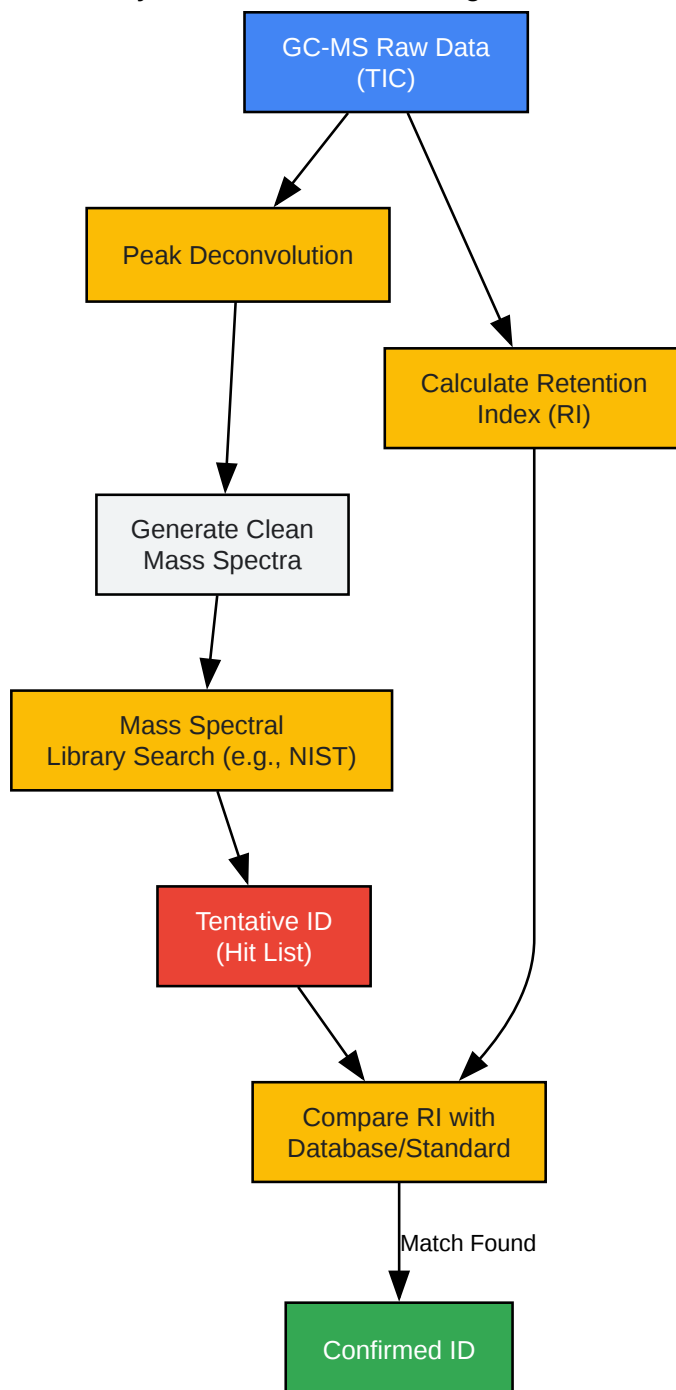 GC-MS Raw Data
(TIC)
Peak Deconvolution
Calculate Retention
Index (RI)
Generate Clean
Mass Spectra
Mass Spectral
Library Search (e.g., NIST)
Tentative ID
(Hit List)
Compare RI with
Database/Standard
Match Found
Confirmed ID